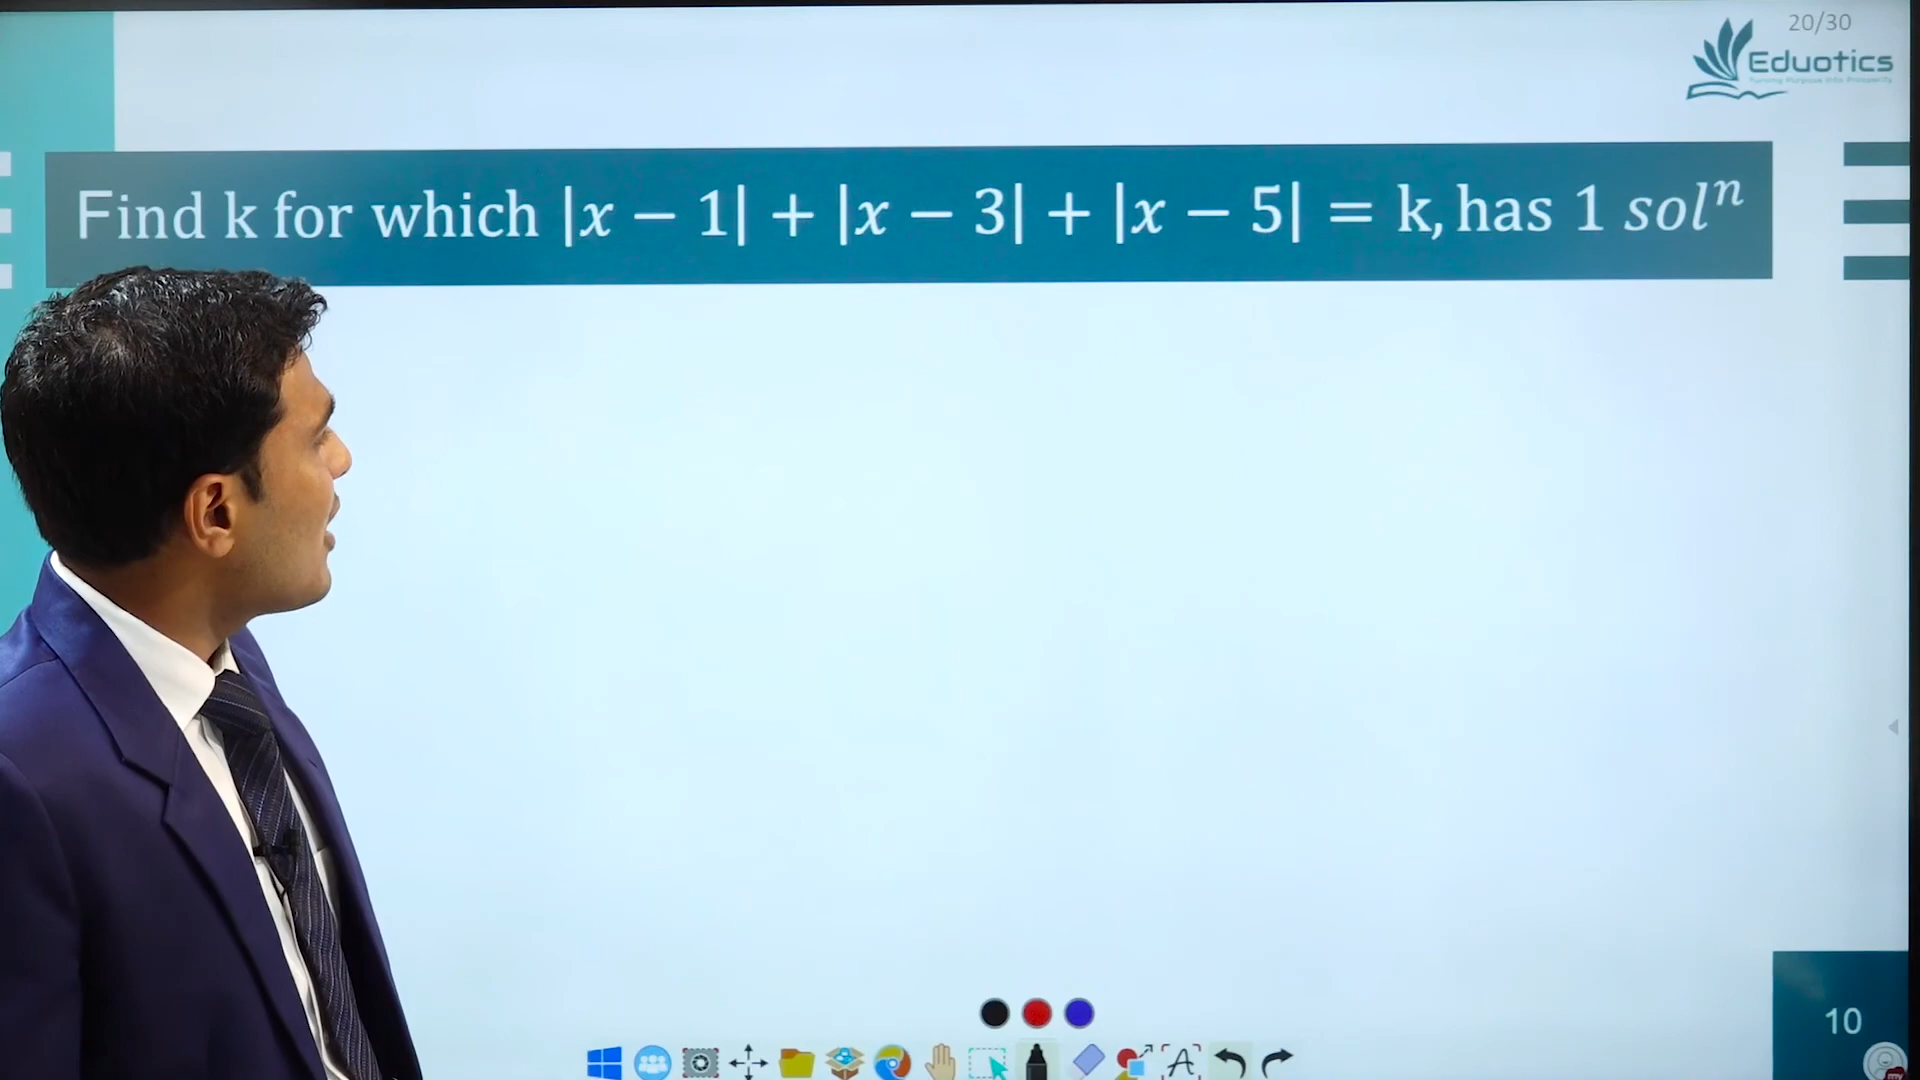 20/30
Eduotics
Find k for which |x − 1| + |x − 3| + |x − 5| = k, has 1 solⁿ
10